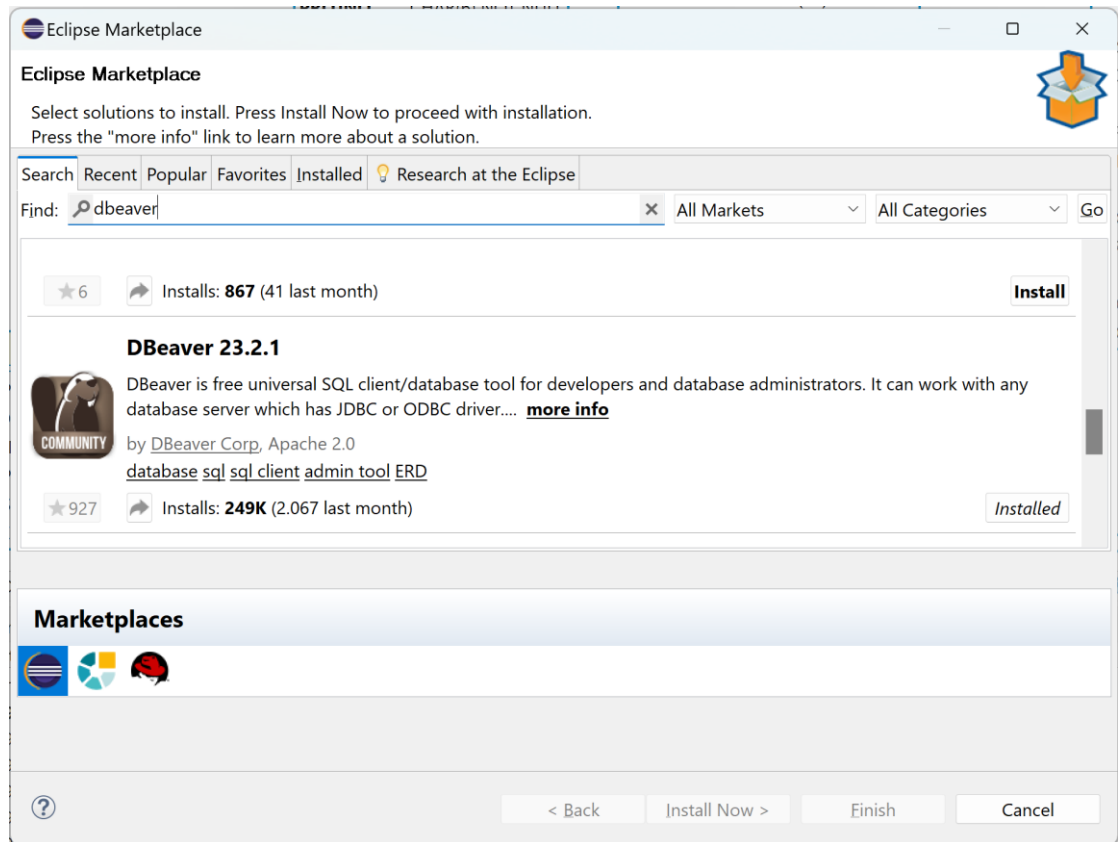 Eclipse Marketplace
Eclipse Marketplace
Select solutions to install. Press Install Now to proceed with installation.
Press the "more info" link to learn more about a solution.
Search Recent Popular Favorites Installed Research at the Eclipse
Find: dbeaver All Markets All Categories Go
6 Installs: 867 (41 last month) Install
DBeaver 23.2.1
DBeaver is free universal SQL client/database tool for developers and database administrators. It can work with any
database server which has JDBC or ODBC driver.... more info
COMMUNITY
by DBeaver Corp, Apache 2.0
database sql sql client admin tool ERD
927 Installs: 249K (2.067 last month) Installed
Marketplaces
? < Back Install Now > Finish Cancel